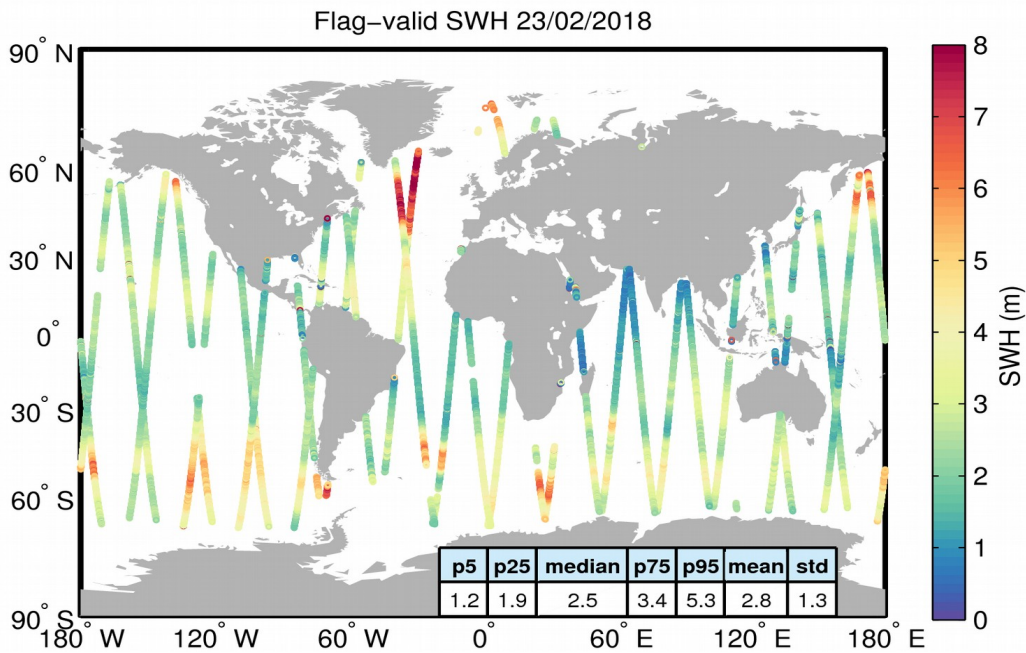 Flag−valid SWH 23/02/2018
90° N
60° N
30° N
0°
30° S
60° S
90° S
180° W
120° W
60° W
0°
60° E
120° E
180° E
p5 p25 median p75 p95 mean std
1.2 1.9 2.5 3.4 5.3 2.8 1.3
8
7
6
5
4
3
2
1
0
SWH (m)